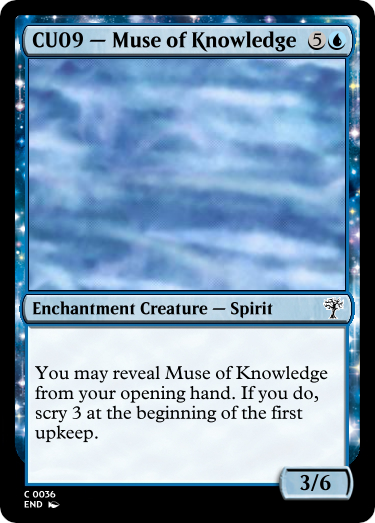 CU09 — Muse of Knowledge 5
Enchantment Creature — Spirit
You may reveal Muse of Knowledge
from your opening hand. If you do,
scry 3 at the beginning of the first
upkeep.
3/6
C 0036
END